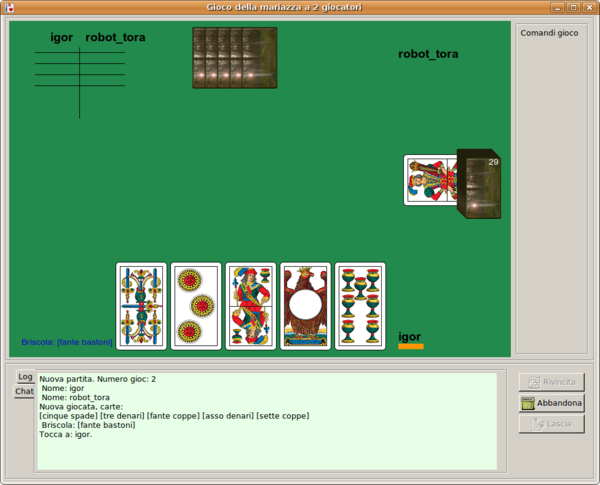 Gioco della mariazza a 2 giocatori
igor robot_tora
robot_tora
Comandi gioco
29
igor
Briscola: [fante bastoni]
Log
Chat
Nuova partita. Numero gioc: 2
Nome: igor
Nome: robot_tora
Nuova giocata, carte:
[cinque spade] [tre denari] [fante coppe] [asso denari] [sette coppe]
Briscola: [fante bastoni]
Tocca a: igor.
Rivincita
Abbandona
Lascia